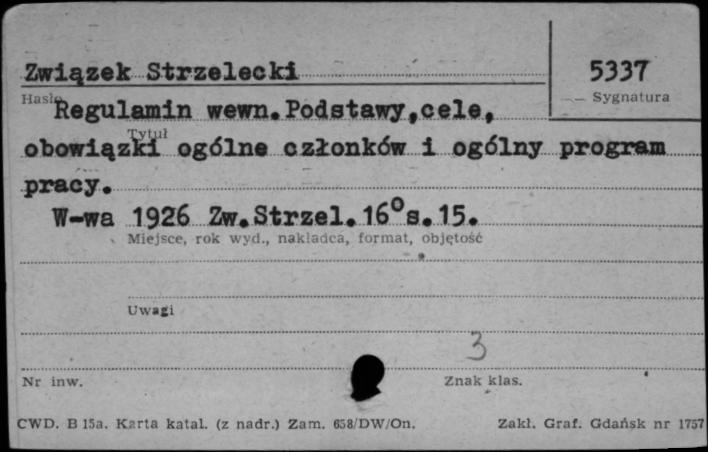 Związek Strzelecki
5337
Hasło
Sygnatura
Regulamin wewn. Podstawy, cele,
Tytuł
obowiązki ogólne członków i ogólny program
pracy.
W-wa 1926 Zw. Strzel. 16° s. 15.
Miejsce, rok wyd., nakładca, format, objętość
Uwagi
3
Nr inw.
Znak klas.
CWD. B 15a. Karta katal. (z nadr.) Zam. 658/DW/On.
Zakł. Graf. Gdańsk nr 1757